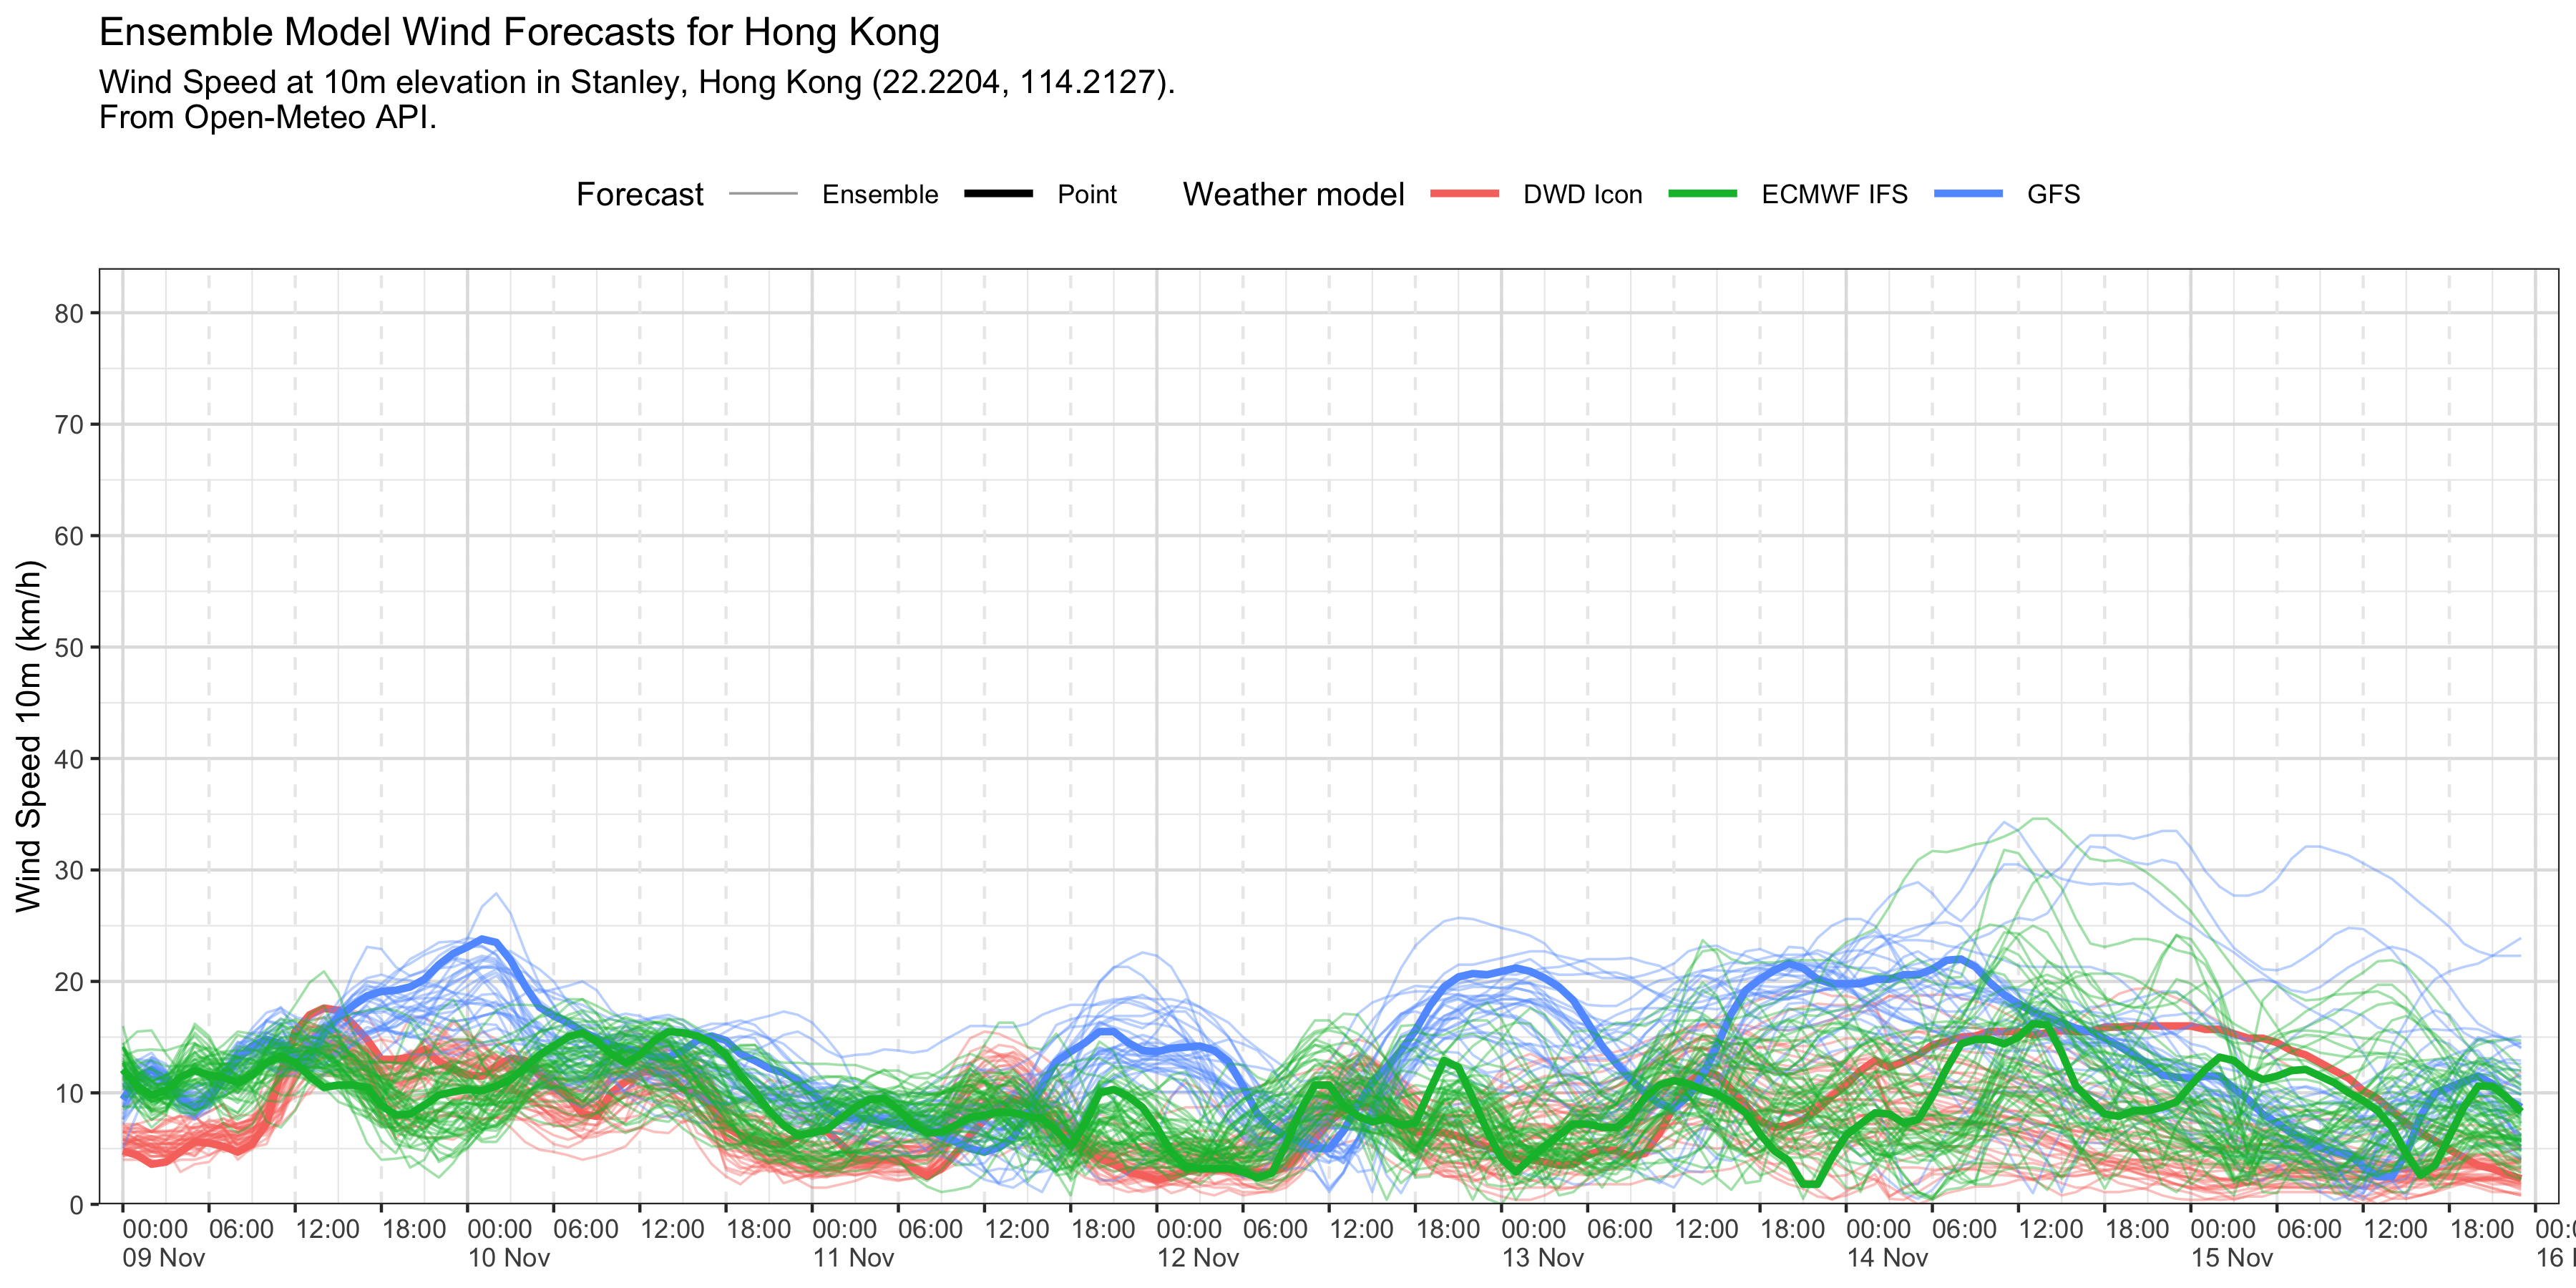 Ensemble Model Wind Forecasts for Hong Kong
Wind Speed at 10m elevation in Stanley, Hong Kong (22.2204, 114.2127).
From Open-Meteo API.
Forecast Ensemble Point Weather model DWD Icon ECMWF IFS GFS
Wind Speed 10m (km/h)
80
70
60
50
40
30
20
10
0
00:00 06:00 12:00 18:00 00:00 06:00 12:00 18:00 00:00 06:00 12:00 18:00 00:00 06:00 12:00 18:00 00:00 06:00 12:00 18:00 00:00 06:00 12:00 18:00 00:00 06:00 12:00 18:00 00:0
09 Nov 10 Nov 11 Nov 12 Nov 13 Nov 14 Nov 15 Nov 16